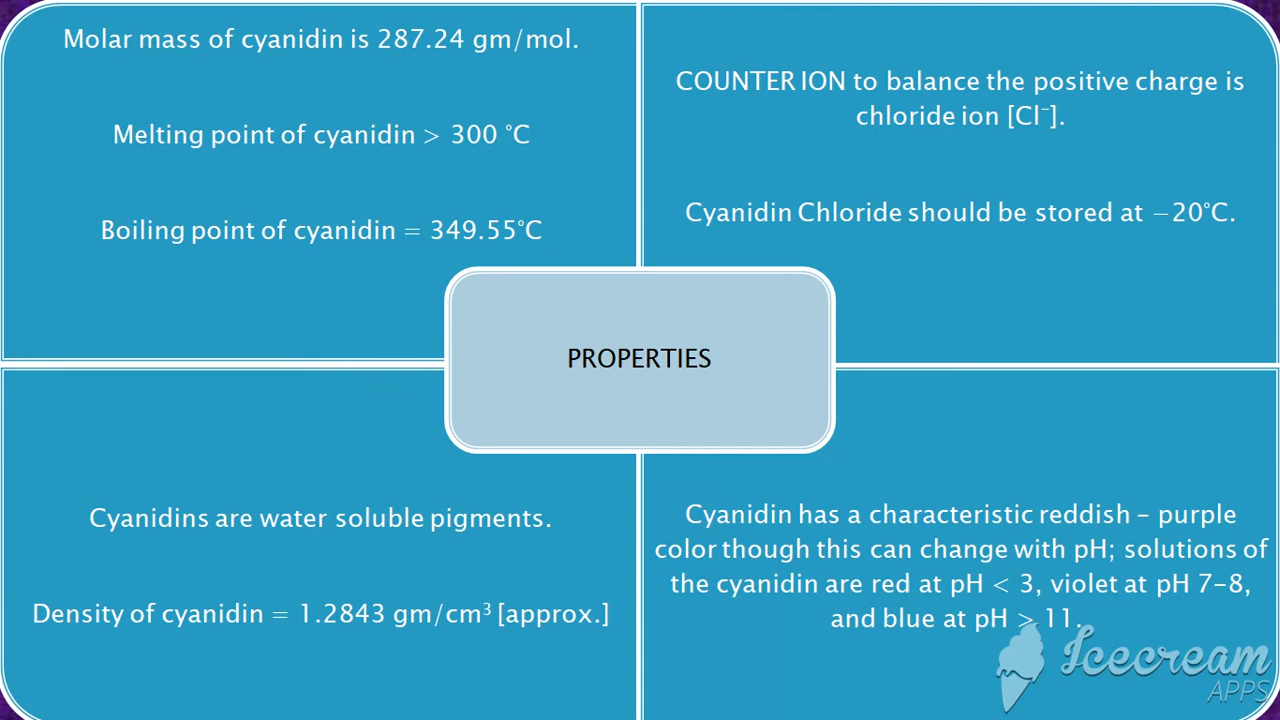 Molar mass of cyanidin is 287.24 gm/mol.
Melting point of cyanidin > 300 °C
Boiling point of cyanidin = 349.55°C
COUNTER ION to balance the positive charge is
chloride ion [Cl⁻].
Cyanidin Chloride should be stored at −20°C.
PROPERTIES
Cyanidins are water soluble pigments.
Density of cyanidin = 1.2843 gm/cm³ [approx.]
Cyanidin has a characteristic reddish – purple
color though this can change with pH; solutions of
the cyanidin are red at pH < 3, violet at pH 7-8,
and blue at pH > 11.
Icecream
APPS